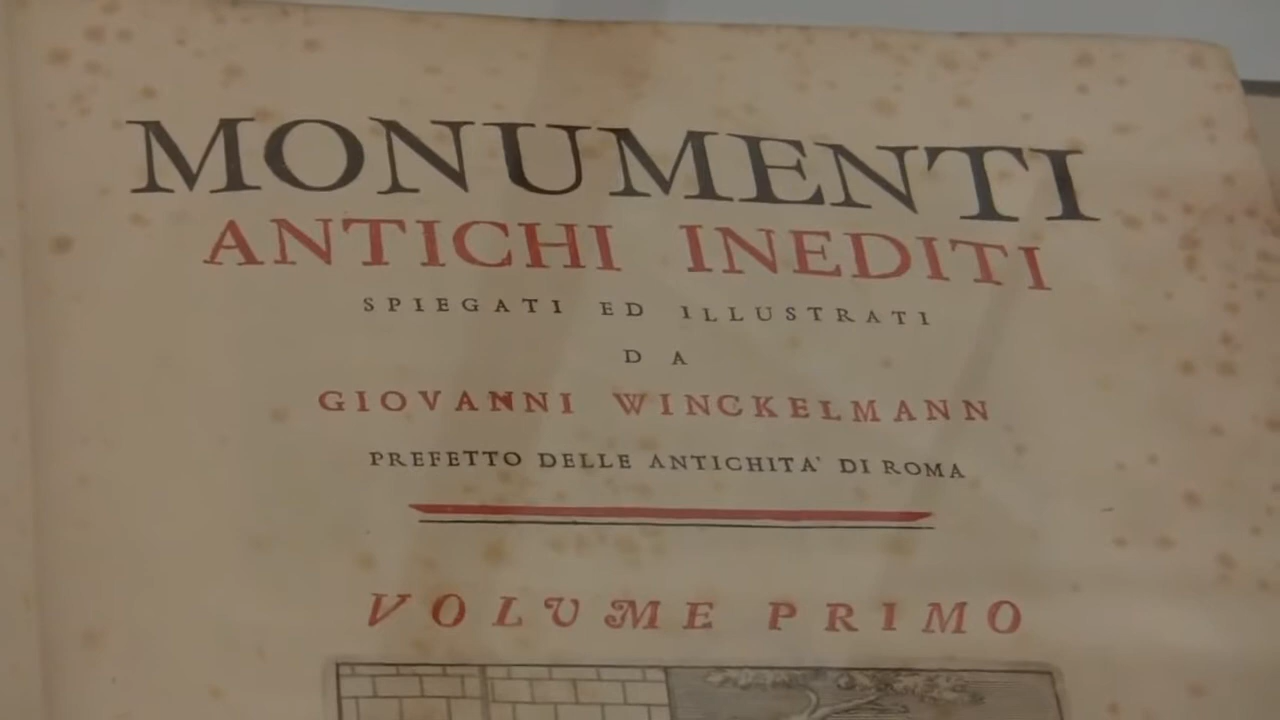 MONUMENTI
ANTICHI INEDITI
SPIEGATI ED ILLUSTRATI
DA
GIOVANNI WINCKELMANN
PREFETTO DELLE ANTICHITA' DI ROMA
VOLUME PRIMO